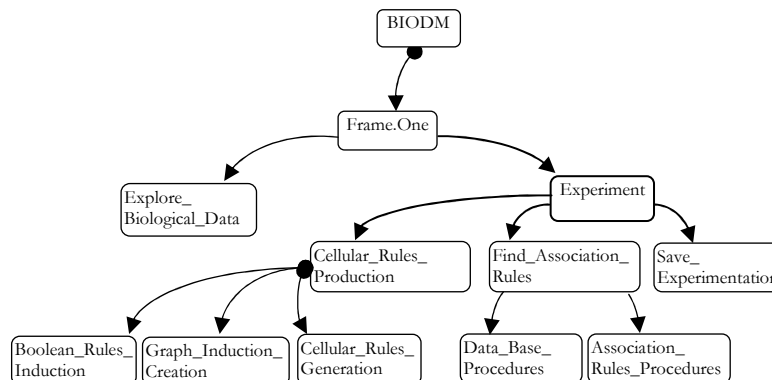 BIODM
Frame.One
Explore_
Biological_Data
Experiment
Cellular_Rules_
Production
Find_Association_
Rules
Save_
Experimentation
Boolean_Rules_
Induction
Graph_Induction_
Creation
Cellular_Rules_
Generation
Data_Base_
Procedures
Association_
Rules_Procedures